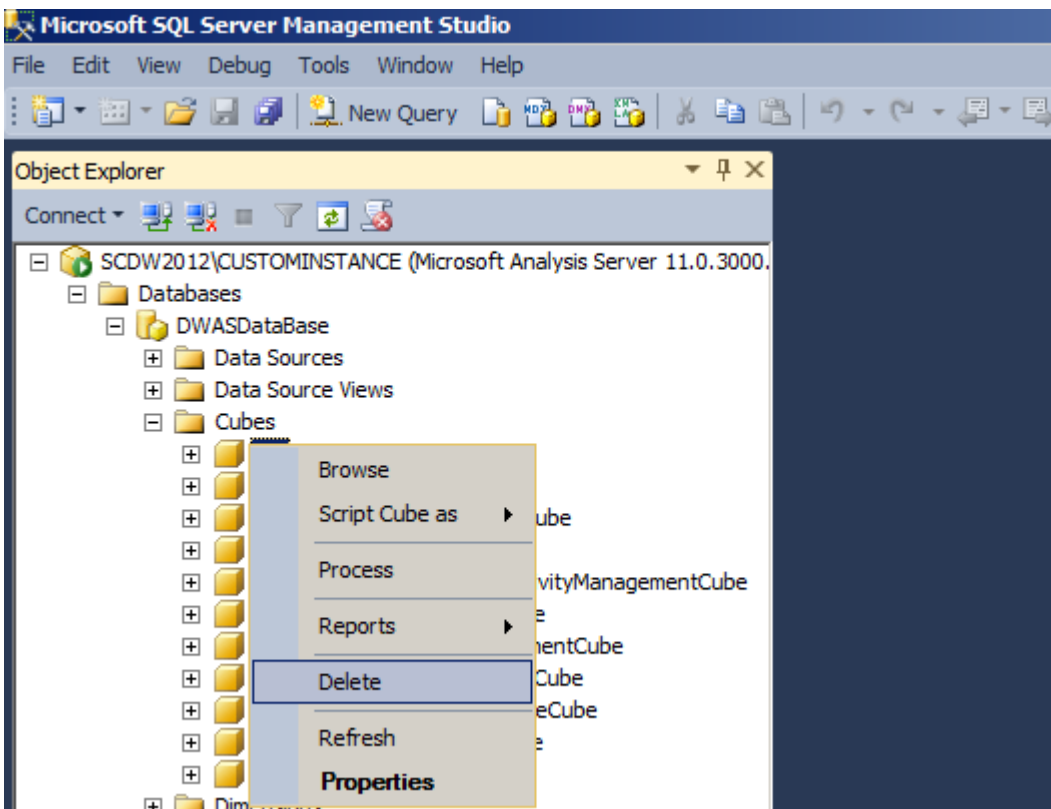 Microsoft SQL Server Management Studio
File Edit View Debug Tools Window Help
New Query
Object Explorer
Connect
SCDW2012\CUSTOMINSTANCE (Microsoft Analysis Server 11.0.3000.
Databases
DWASDataBase
Data Sources
Data Source Views
Cubes
Browse
Script Cube as
ube
Process
vityManagementCube
Reports
e
entCube
Delete
Cube
eCube
Refresh
Properties